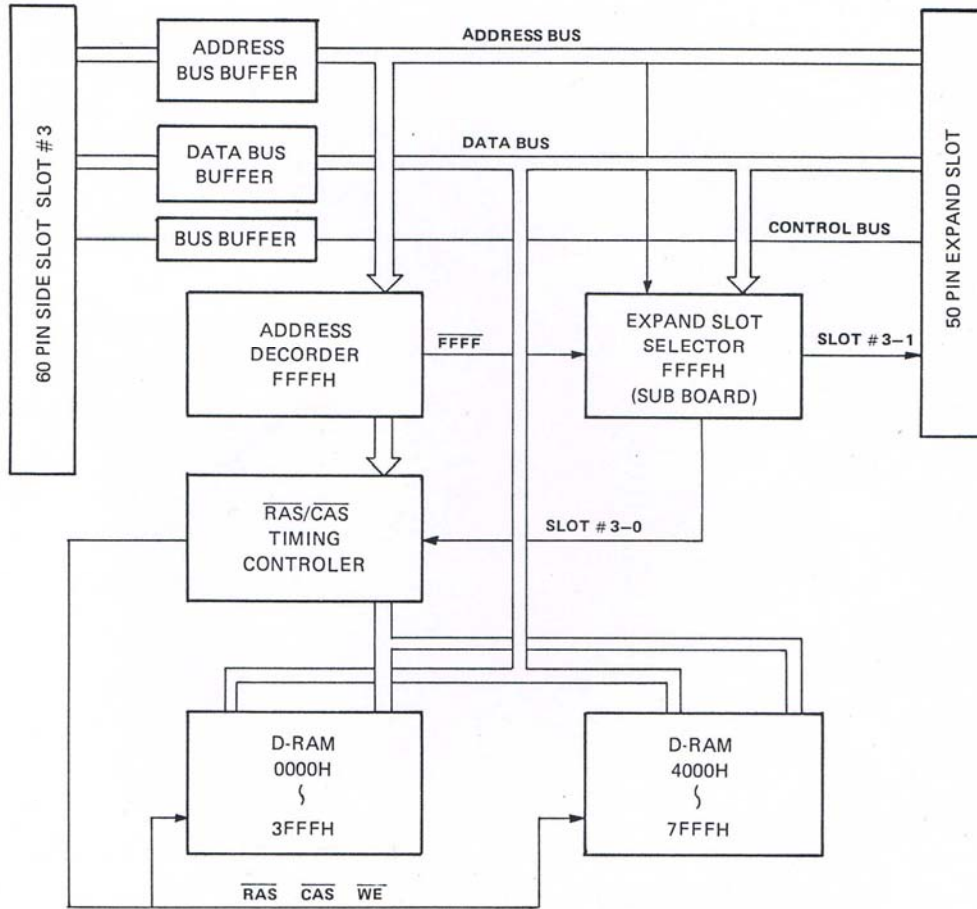 60 PIN SIDE SLOT SLOT #3
ADDRESS
BUS BUFFER
ADDRESS BUS
DATA BUS
BUFFER
DATA BUS
BUS BUFFER
CONTROL BUS
50 PIN EXPAND SLOT
ADDRESS
DECORDER
FFFFH
FFFF
EXPAND SLOT
SELECTOR
FFFFH
(SUB BOARD)
SLOT #3–1
RAS/CAS
TIMING
CONTROLER
SLOT #3–0
D-RAM
0000H
∫
3FFFH
D-RAM
4000H
∫
7FFFH
RAS CAS WE